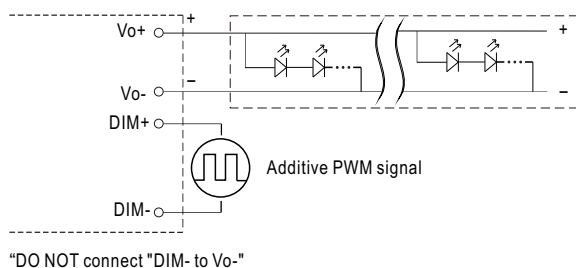 Vo+
+
+
Vo-
−
−
DIM+
Additive PWM signal
DIM-
“DO NOT connect "DIM- to Vo-"